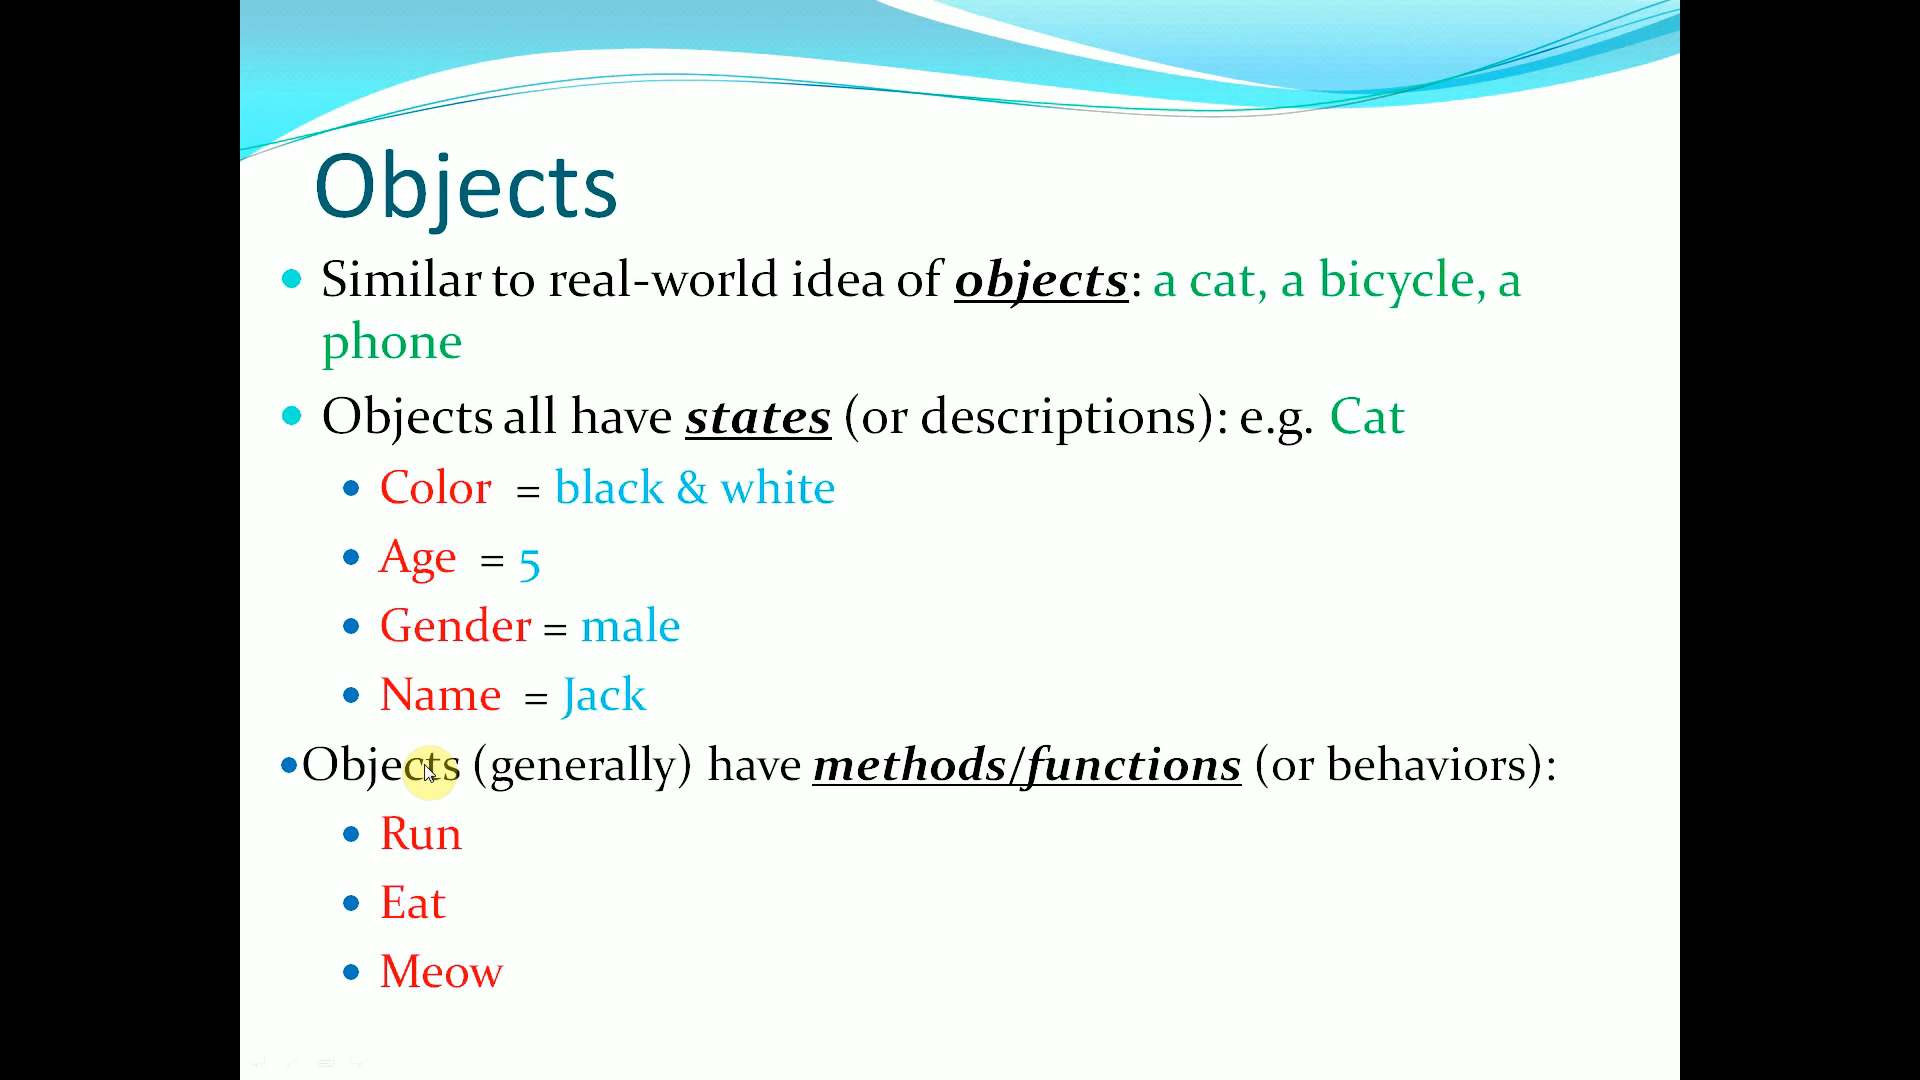 Objects
Similar to real-world idea of objects: a cat, a bicycle, a
phone
Objects all have states (or descriptions): e.g. Cat
Color = black & white
Age = 5
Gender = male
Name = Jack
Objects (generally) have methods/functions (or behaviors):
Run
Eat
Meow